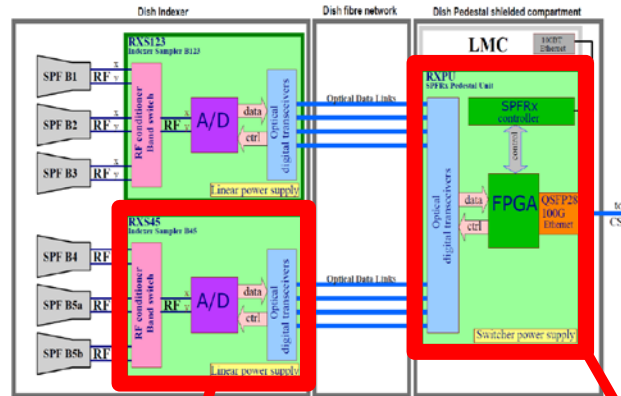 Dish Indexer
Dish fibre network
Dish Pedestal shielded compartment
RXS123
Indexer Sampler B123
SPF B1
RF
X
Y
SPF B2
RF
X
Y
SPF B3
RF
X
Y
RF conditioner
Band switch
RF
X
Y
A/D
data
ctrl
Optical
digital transceivers
Linear power supply
RXS45
Indexer Sampler B45
SPF B4
RF
SPF B5a
RF
SPF B5b
RF
RF conditioner
Band switch
RF
X
Y
A/D
data
ctrl
Optical
digital transceivers
Linear power supply
Optical Data Links
Optical Data Links
LMC
Ethernet
RXPU
SPFRx Pedestal Unit
SPFRx
controller
control
Optical
digital transceivers
data
ctrl
FPGA
QSFP28
100G
Ethernet
Switcher power supply
to
CS